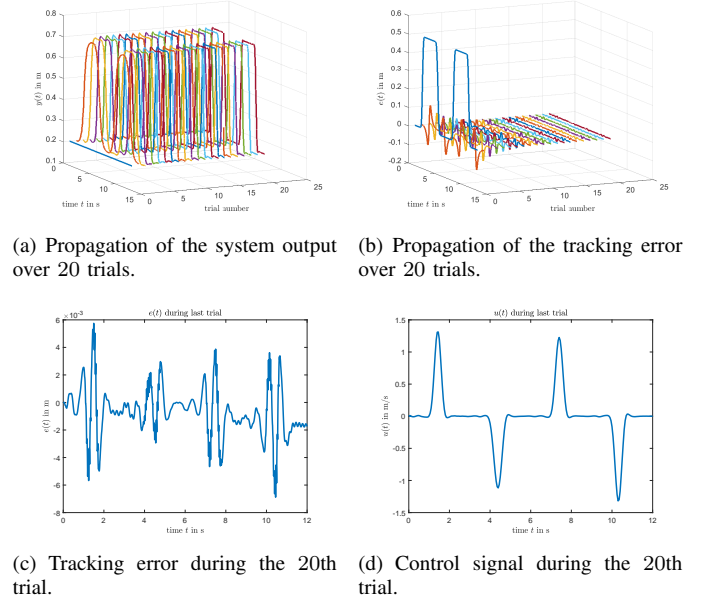 0.8
0.7
0.6
0.5
0.4
0.3
0.2
0.1
y(t) in m
0
5
10
15
time t in s
0
5
10
15
20
25
trial number
0.6
0.5
0.4
0.3
0.2
0.1
0
-0.1
-0.2
e(t) in m
0
5
10
15
time t in s
0
5
10
15
20
25
trial number
(a) Propagation of the system output
over 20 trials.
(b) Propagation of the tracking error
over 20 trials.
×10⁻³
e(t) during last trial
6
4
2
0
-2
-4
-6
-8
e(t) in m
0 2 4 6 8 10 12
time t in s
u(t) during last trial
1.5
1
0.5
0
-0.5
-1
-1.5
u(t) in m/s
0 2 4 6 8 10 12
time t in s
(c) Tracking error during the 20th
trial.
(d) Control signal during the 20th
trial.